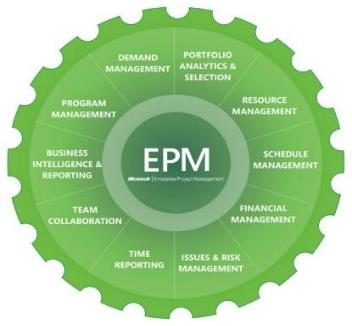 DEMAND
MANAGEMENT
PORTFOLIO
ANALYTICS &
SELECTION
RESOURCE
MANAGEMENT
SCHEDULE
MANAGEMENT
FINANCIAL
MANAGEMENT
ISSUES & RISK
MANAGEMENT
TIME
REPORTING
TEAM
COLLABORATION
BUSINESS
INTELLIGENCE &
REPORTING
PROGRAM
MANAGEMENT
EPM
Microsoft | Enterprise Project Management